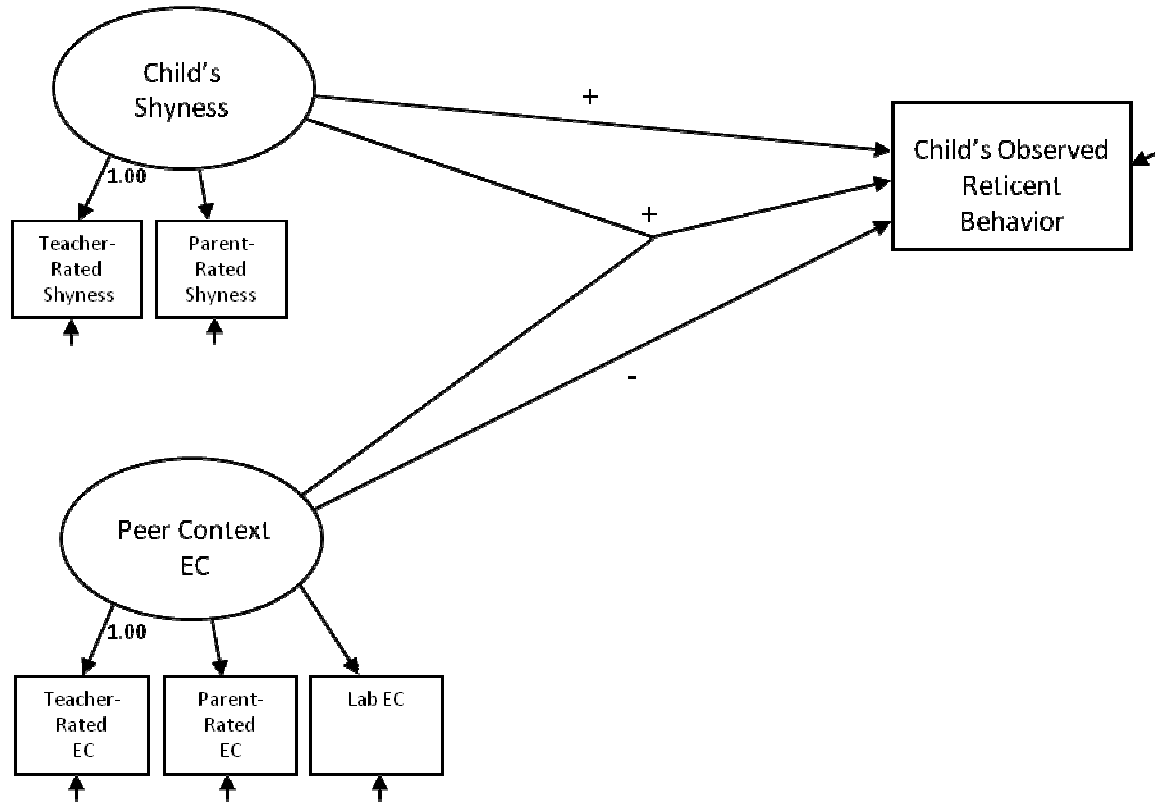 Child's
Shyness
+
1.00
Teacher-
Rated
Shyness
Parent-
Rated
Shyness
+
Child's Observed
Reticent
Behavior
-
Peer Context
EC
1.00
Teacher-
Rated
EC
Parent-
Rated
EC
Lab EC